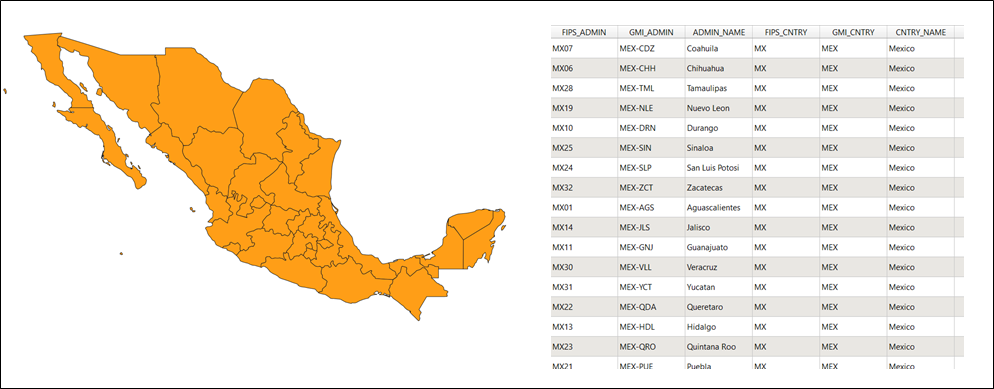 FIPS_ADMIN GMI_ADMIN ADMIN_NAME FIPS_CNTRY GMI_CNTRY CNTRY_NAME
MX07 MEX-CDZ Coahuila MX MEX Mexico
MX06 MEX-CHH Chihuahua MX MEX Mexico
MX28 MEX-TML Tamaulipas MX MEX Mexico
MX19 MEX-NLE Nuevo Leon MX MEX Mexico
MX10 MEX-DRN Durango MX MEX Mexico
MX25 MEX-SIN Sinaloa MX MEX Mexico
MX24 MEX-SLP San Luis Potosi MX MEX Mexico
MX32 MEX-ZCT Zacatecas MX MEX Mexico
MX01 MEX-AGS Aguascalientes MX MEX Mexico
MX14 MEX-JLS Jalisco MX MEX Mexico
MX11 MEX-GNJ Guanajuato MX MEX Mexico
MX30 MEX-VLL Veracruz MX MEX Mexico
MX31 MEX-YCT Yucatan MX MEX Mexico
MX22 MEX-QDA Queretaro MX MEX Mexico
MX13 MEX-HDL Hidalgo MX MEX Mexico
MX23 MEX-QRO Quintana Roo MX MEX Mexico
MX21 MEX-PUE Puebla MX MEX Mexico